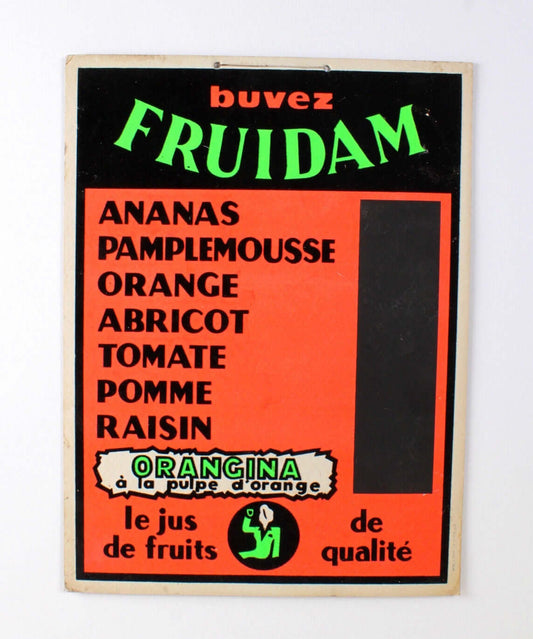 buvez
FRUIDAM
ANANAS
PAMPLEMOUSSE
ORANGE
ABRICOT
TOMATE
POMME
RAISIN
ORANGINA
à la pulpe d'orange
le jus de
de fruits qualité